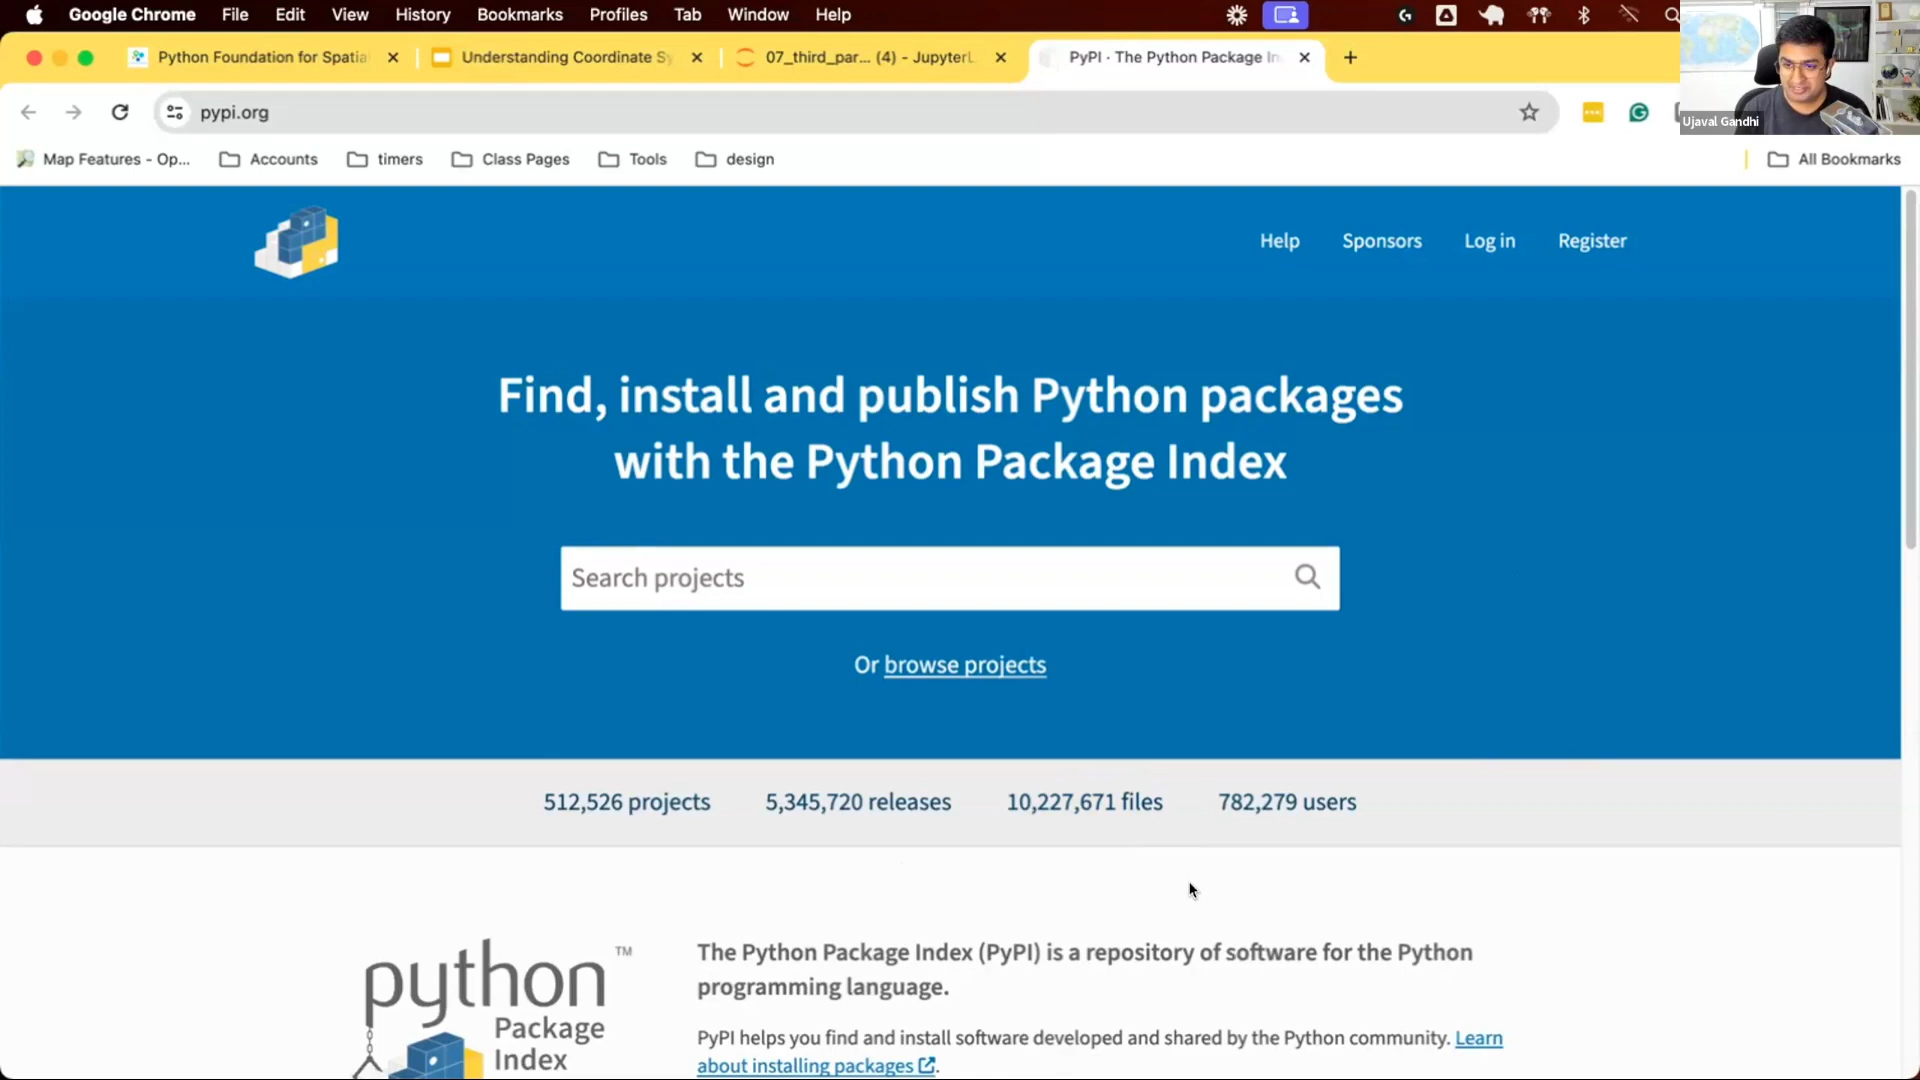 Google Chrome File Edit View History Bookmarks Profiles Tab Window Help
Python Foundation for Spatia
Understanding Coordinate Sy
07_third_par... (4) - JupyterL
PyPI · The Python Package In
pypi.org
Ujaval Gandhi
Map Features - Op... Accounts timers Class Pages Tools design All Bookmarks
Help Sponsors Log in Register
Find, install and publish Python packages
with the Python Package Index
Search projects
Or browse projects
512,526 projects 5,345,720 releases 10,227,671 files 782,279 users
python TM
Package
Index
The Python Package Index (PyPI) is a repository of software for the Python
programming language.
PyPI helps you find and install software developed and shared by the Python community. Learn
about installing packages.